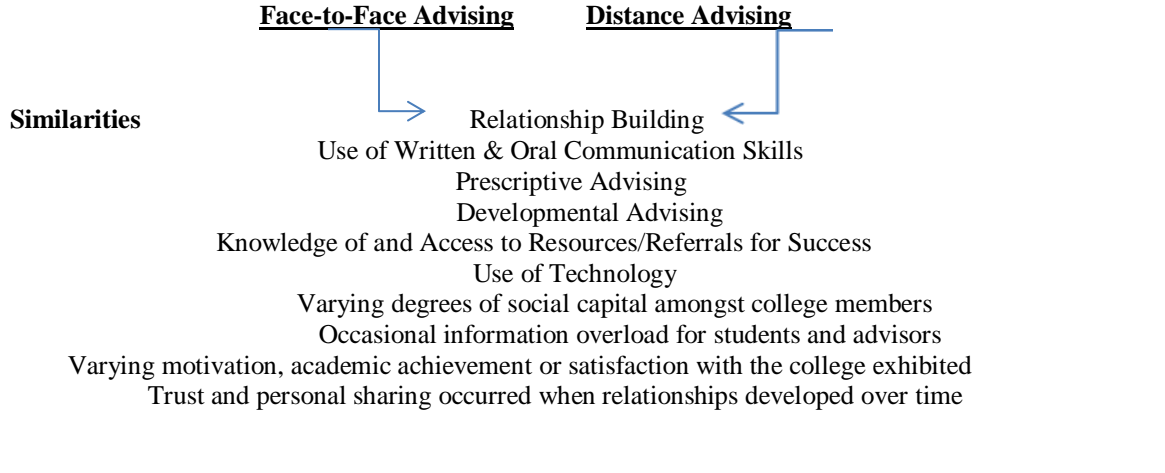 Face-to-Face Advising Distance Advising
Similarities Relationship Building
Use of Written & Oral Communication Skills
Prescriptive Advising
Developmental Advising
Knowledge of and Access to Resources/Referrals for Success
Use of Technology
Varying degrees of social capital amongst college members
Occasional information overload for students and advisors
Varying motivation, academic achievement or satisfaction with the college exhibited
Trust and personal sharing occurred when relationships developed over time